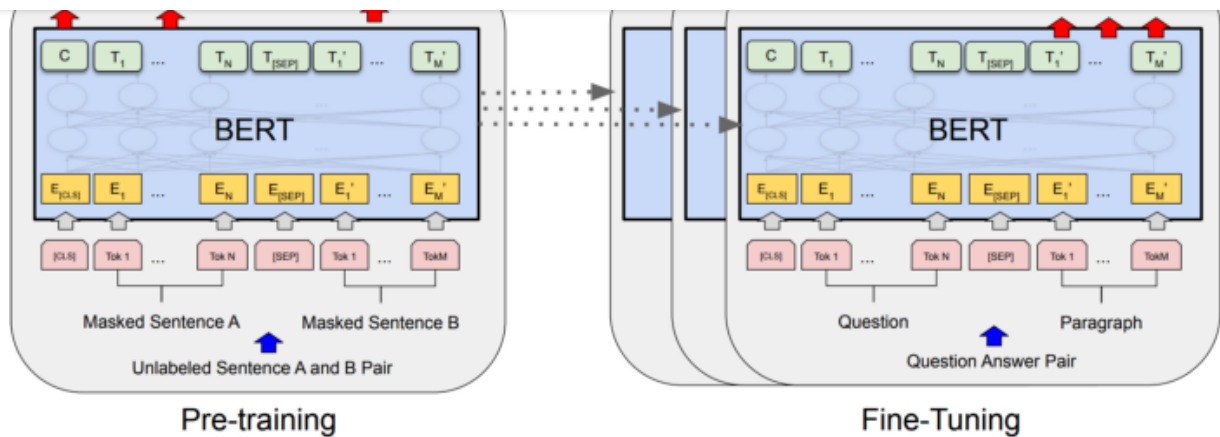 C T1 ... TN T[SEP] T1' ... TM'
BERT
E[CLS] E1 ... EN E[SEP] E1' ... EM'
[CLS] Tok 1 ... Tok N [SEP] Tok 1 ... TokM
Masked Sentence A Masked Sentence B
Unlabeled Sentence A and B Pair
Pre-training
C T1 ... TN T[SEP] T1' ... TM'
BERT
E[CLS] E1 ... EN E[SEP] E1' ... EM'
[CLS] Tok 1 ... Tok N [SEP] Tok 1 ... TokM
Question Paragraph
Question Answer Pair
Fine-Tuning